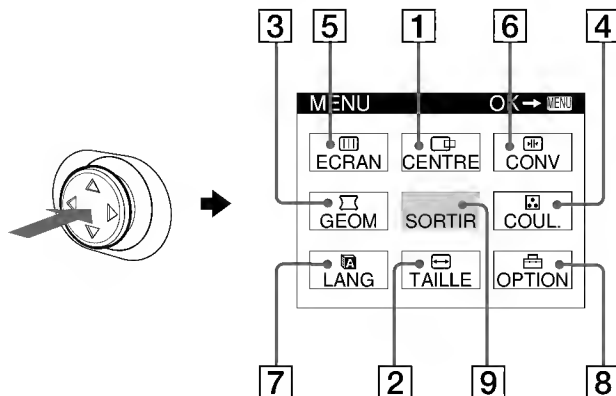 3 5 1 6 4
MENU OK→ MENU
ECRAN CENTRE CONV
GEOM SORTIR COUL.
A
LANG TAILLE OPTION
7 2 9 8